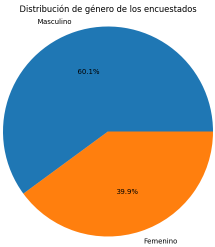 Distribución de género de los encuestados
Masculino
60.1%
39.9%
Femenino